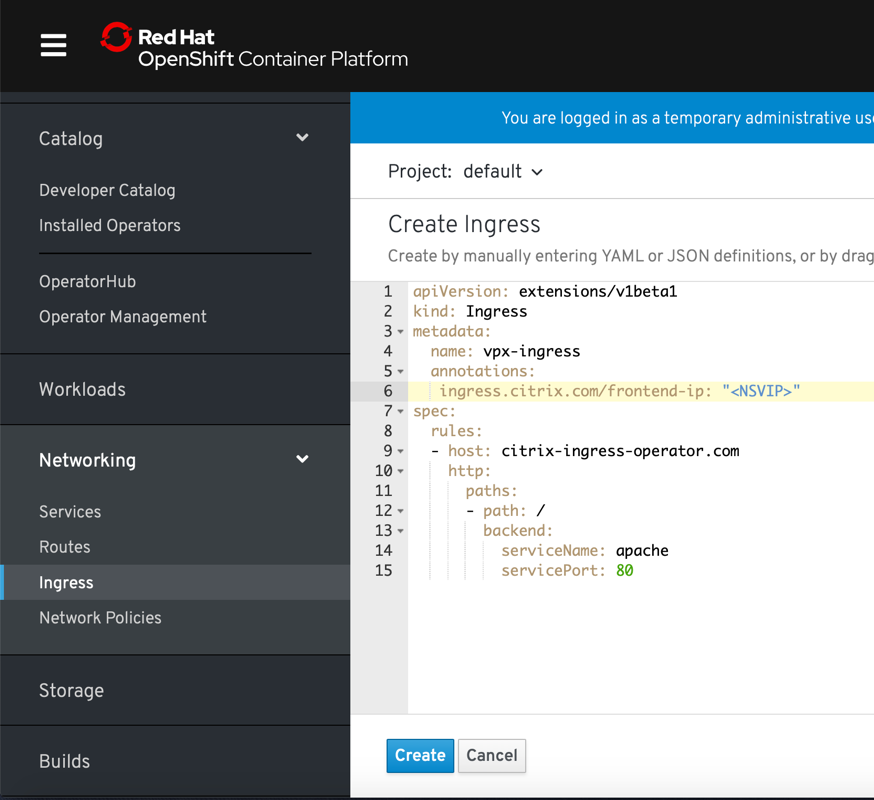 Red Hat
OpenShift Container Platform
Catalog
Developer Catalog
Installed Operators
OperatorHub
Operator Management
Workloads
Networking
Services
Routes
Ingress
Network Policies
Storage
Builds
You are logged in as a temporary administrative use
Project: default
Create Ingress
Create by manually entering YAML or JSON definitions, or by drag
1 apiVersion: extensions/v1beta1
2 kind: Ingress
3 metadata:
4 name: vpx-ingress
5 annotations:
6 ingress.citrix.com/frontend-ip: "<NSVIP>"
7 spec:
8 rules:
9 - host: citrix-ingress-operator.com
10 http:
11 paths:
12 - path: /
13 backend:
14 serviceName: apache
15 servicePort: 80
Create Cancel